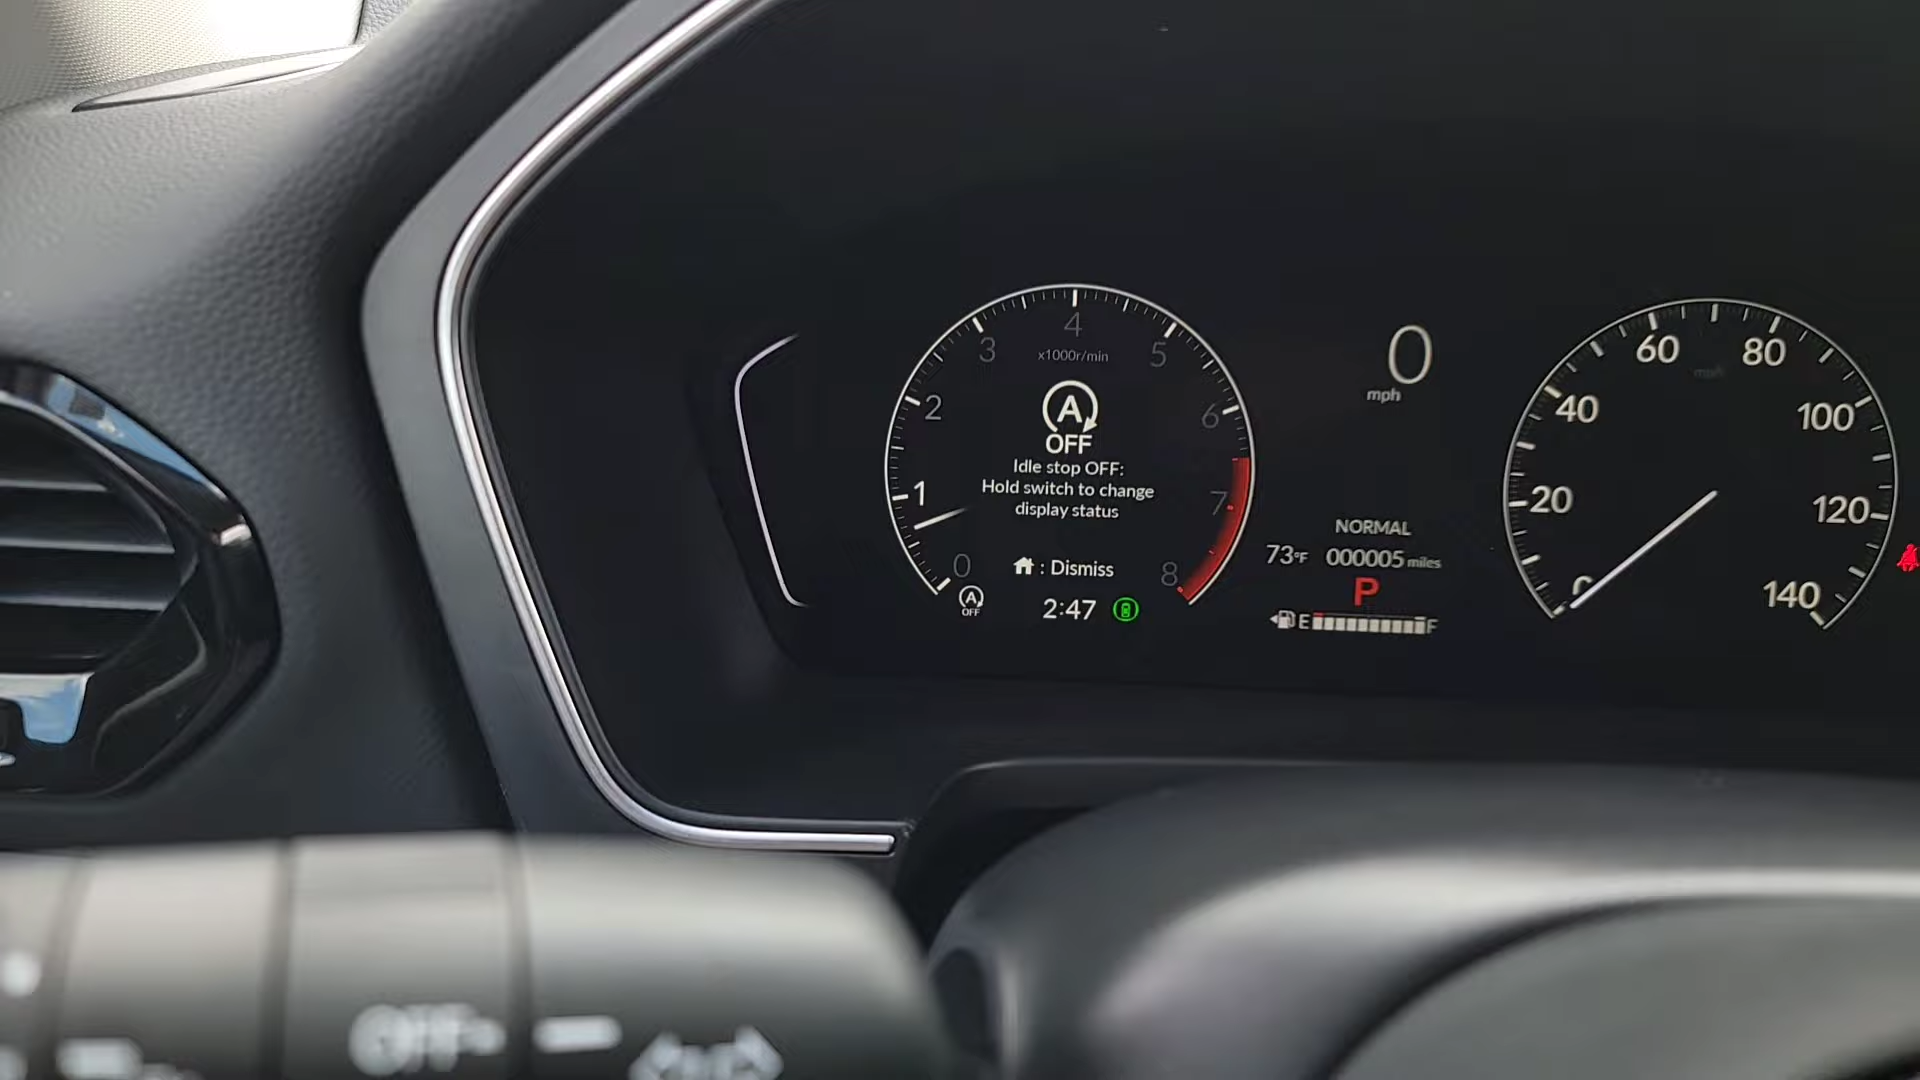 4
3
5
x1000r/min
2
6
A
OFF
Idle stop OFF:
Hold switch to change
display status
1
7
0
: Dismiss
8
A
OFF
2:47
0
mph
NORMAL
73°F 000005 miles
P
E F
60
80
40
100
20
120
140
mph
OFF